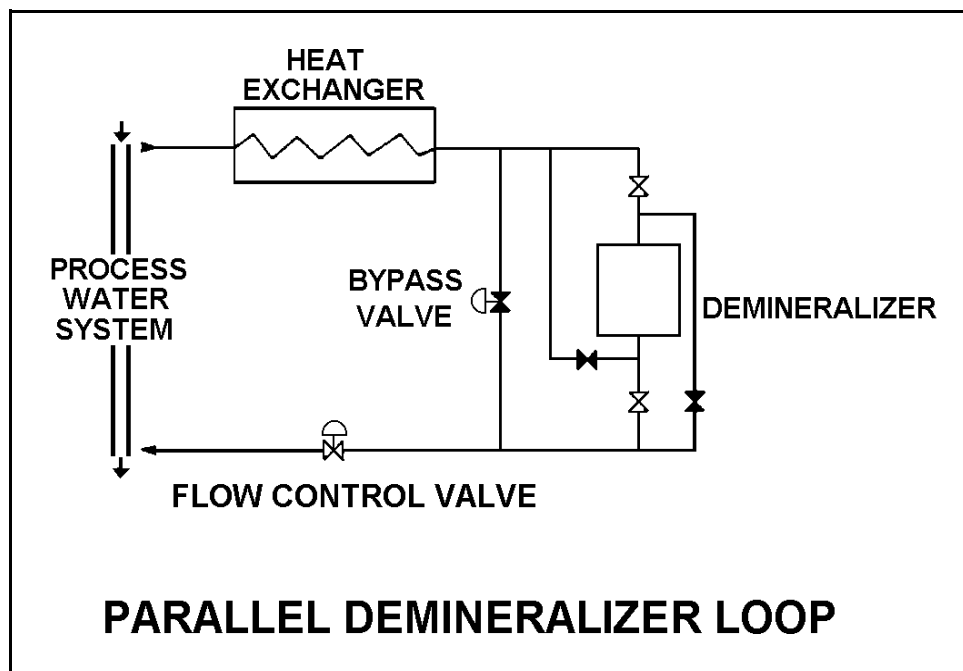 HEAT
EXCHANGER
PROCESS
WATER
SYSTEM
BYPASS
VALVE
DEMINERALIZER
FLOW CONTROL VALVE
PARALLEL DEMINERALIZER LOOP